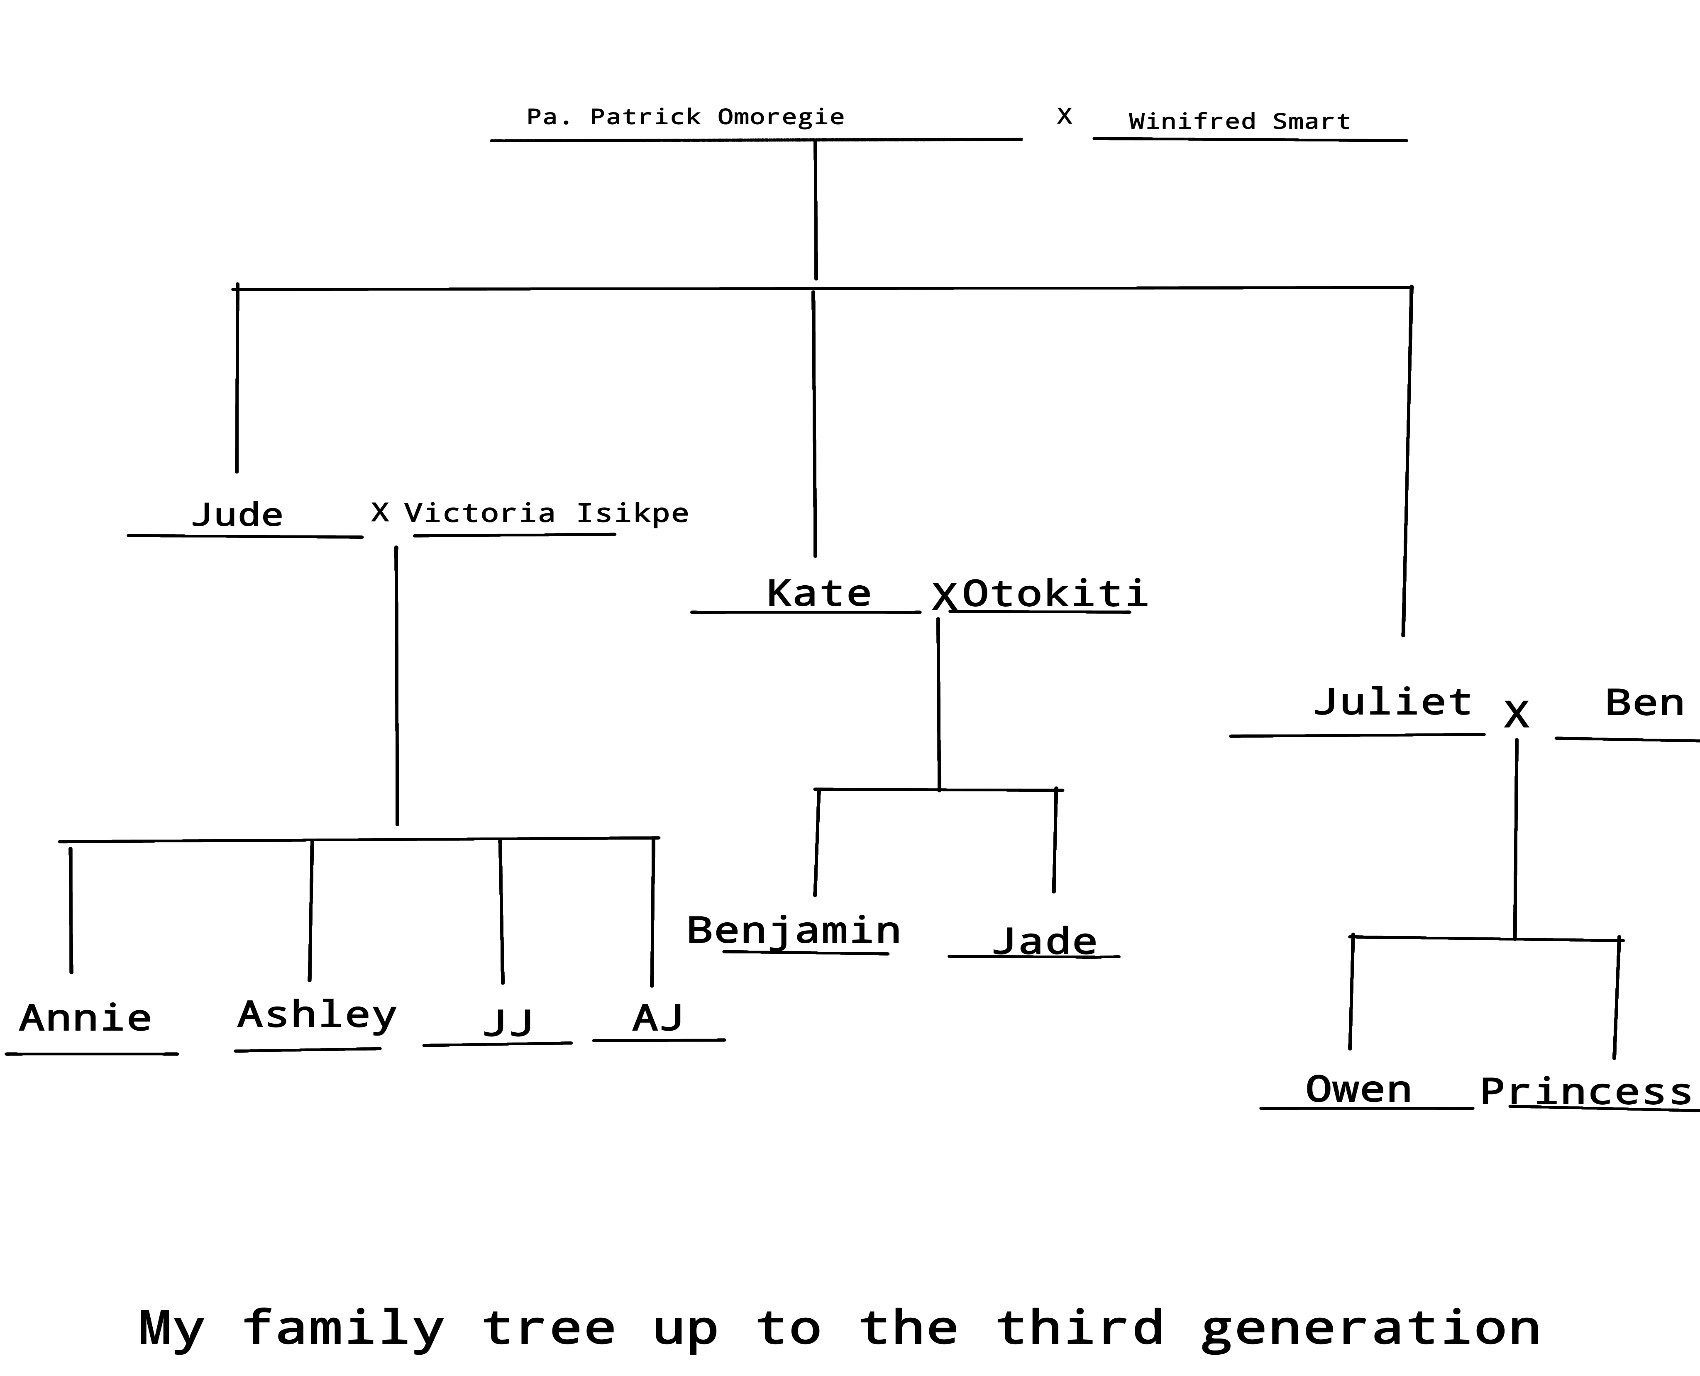 Pa. Patrick Omoregie X Winifred Smart
Jude X Victoria Isikpe
Kate X Otokiti
Juliet X Ben
Benjamin Jade
Annie Ashley JJ AJ
Owen Princess
My family tree up to the third generation